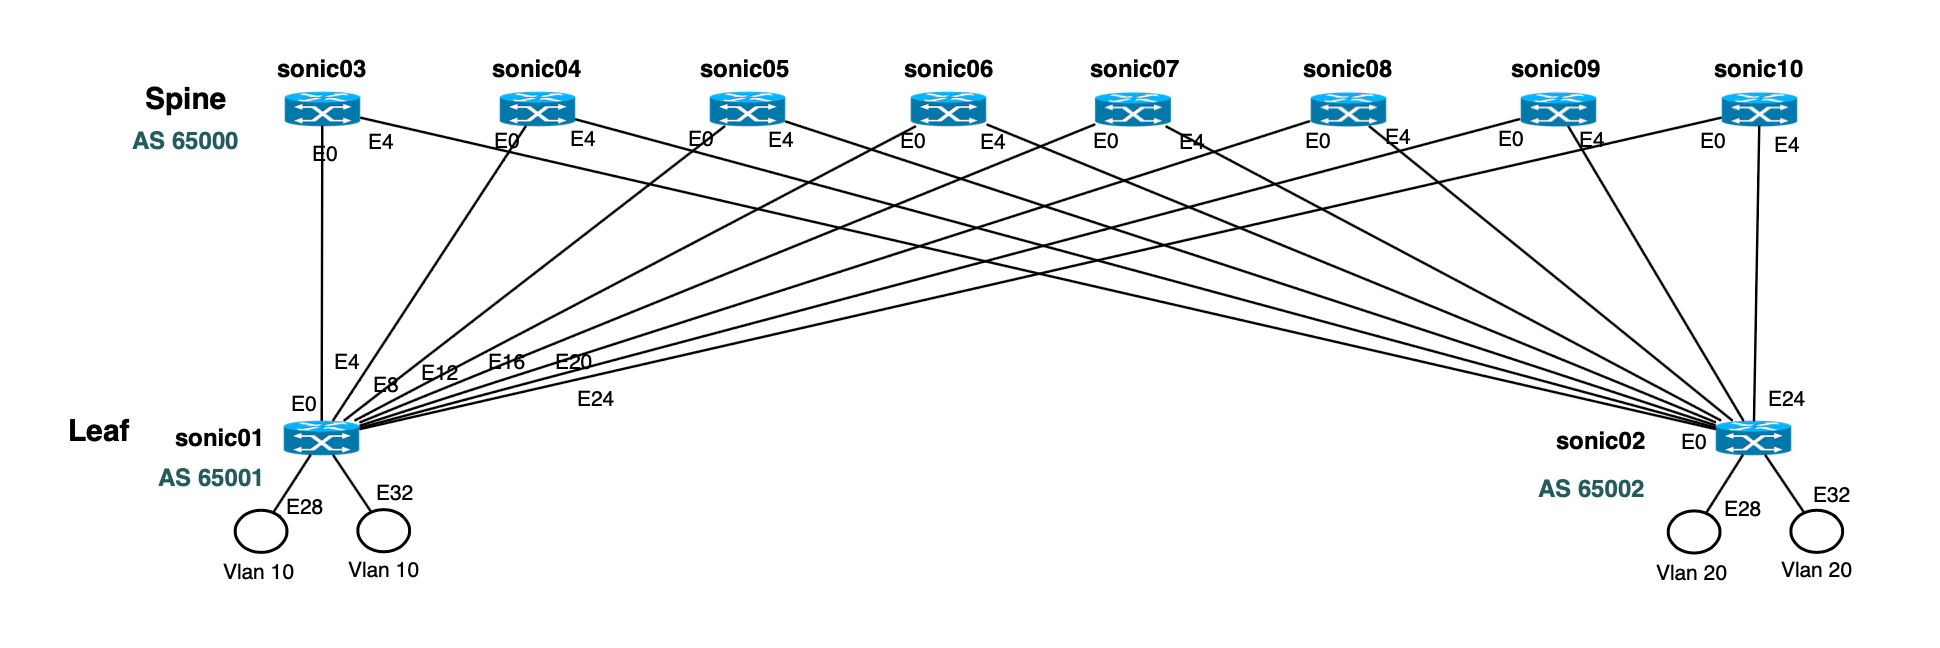 sonic03
sonic04
sonic05
sonic06
sonic07
sonic08
sonic09
sonic10
Spine
AS 65000
E0
E4
E0
E4
E0
E4
E0
E4
E0
E4
E0
E4
E0
E4
E0
E4
E4
E8
E12
E16
E20
E24
E0
E24
Leaf
sonic01
AS 65001
sonic02
E0
AS 65002
E28
E32
E28
E32
Vlan 10
Vlan 10
Vlan 20
Vlan 20